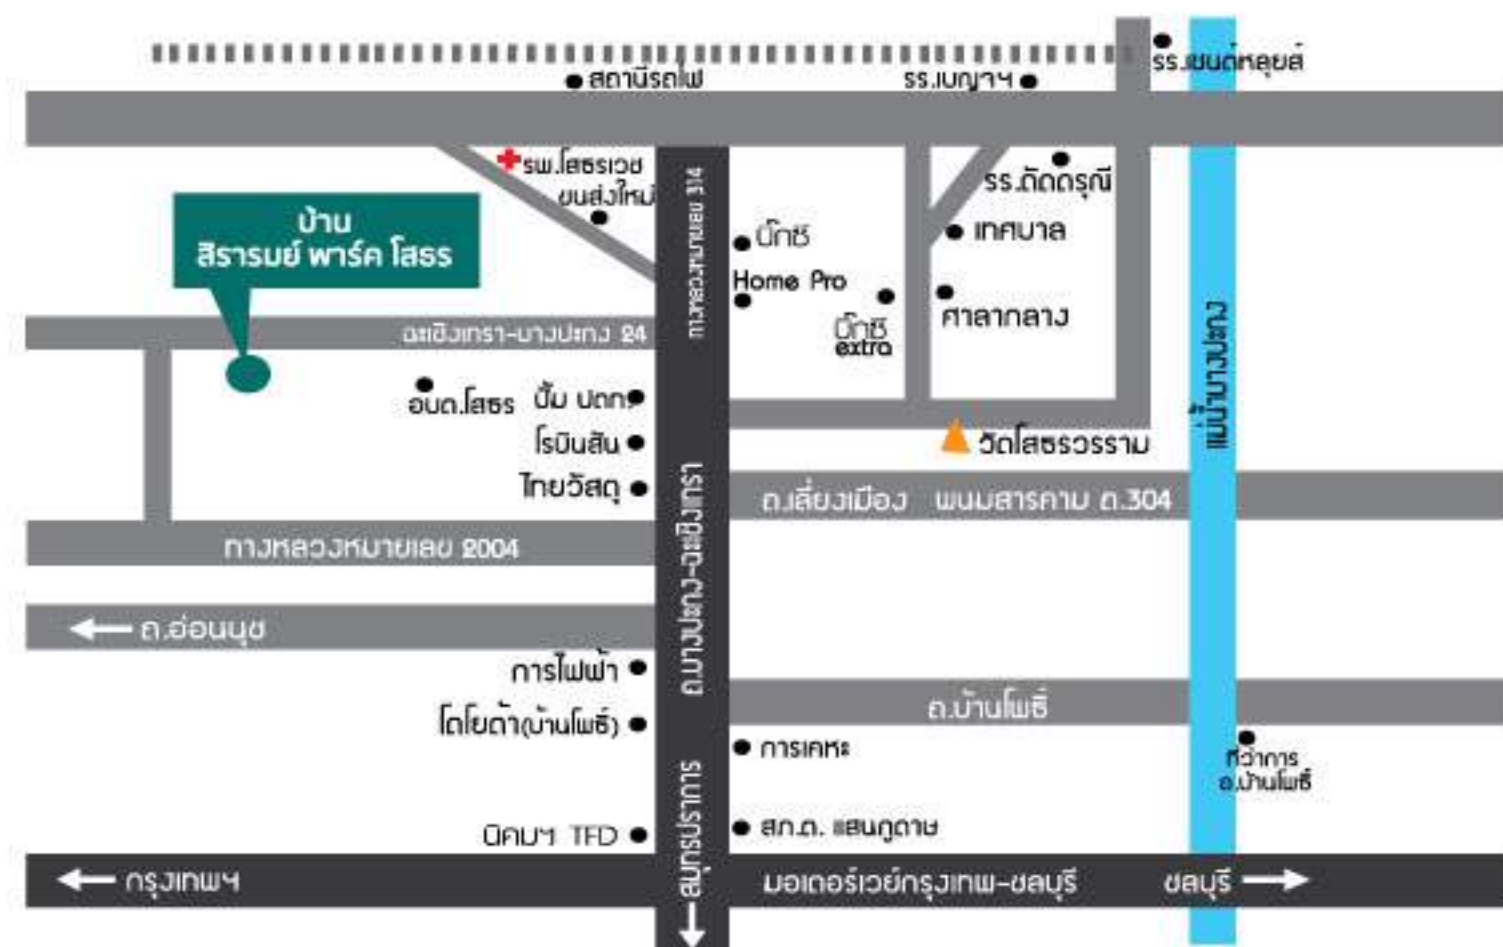 รร.เซนต์หลุยส์
สถานีรถไฟ
รร.เบญจฯ
รพ.โสธรเวช
ขนส่งใหม่
ทางหลวงหมายเลข 314
รร.ดัดดรุณี
บ้าน
สิรารมย์ พาร์ค โสธร
บิ๊กซี
เทศบาล
Home Pro
ศาลากลาง
บิ๊กซี
extra
ฉะเชิงเทรา-บางปะกง 24
แม่น้ำบางปะกง
อบต.โสธร
ปั๊ม ปตท.
โรบินสัน
วัดโสธรวรราม
ไทยวัสดุ
ถ.เลี่ยงเมือง พนมสารคาม ถ.304
ทางหลวงหมายเลข 2004
ถ.บางปะกง-ฉะเชิงเทรา
ถ.อ่อนนุช
การไฟฟ้า
ถ.บ้านโพธิ์
โตโยต้า(บ้านโพธิ์)
การเคหะ
ที่ว่าการ
อ.บ้านโพธิ์
สมุทรปราการ
นิคมฯ TFD
สภ.ต. แสนภูดาษ
กรุงเทพฯ
มอเตอร์เวย์กรุงเทพ-ชลบุรี
ชลบุรี